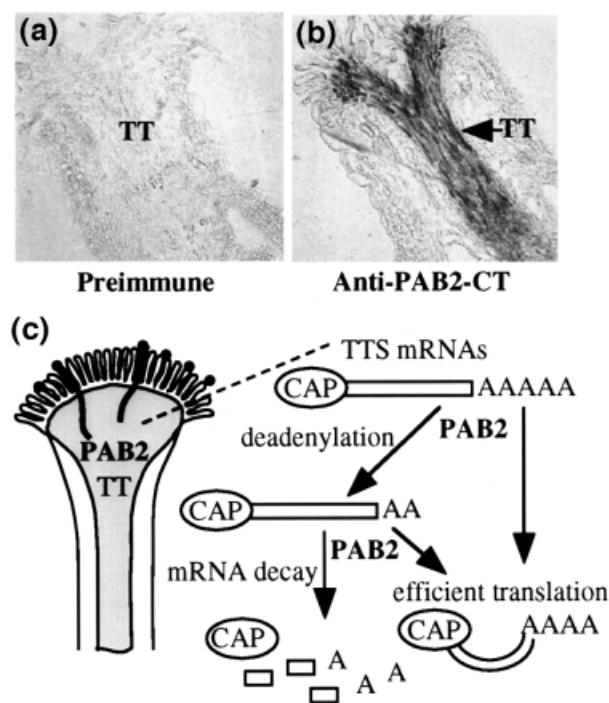 (a)
TT
Preimmune
(b)
TT
Anti-PAB2-CT
(c)
PAB2
TT
TTS mRNAs
CAP AAAAA
deadenylation PAB2
CAP AA
mRNA decay PAB2
efficient translation
CAP A A A
CAP AAAA